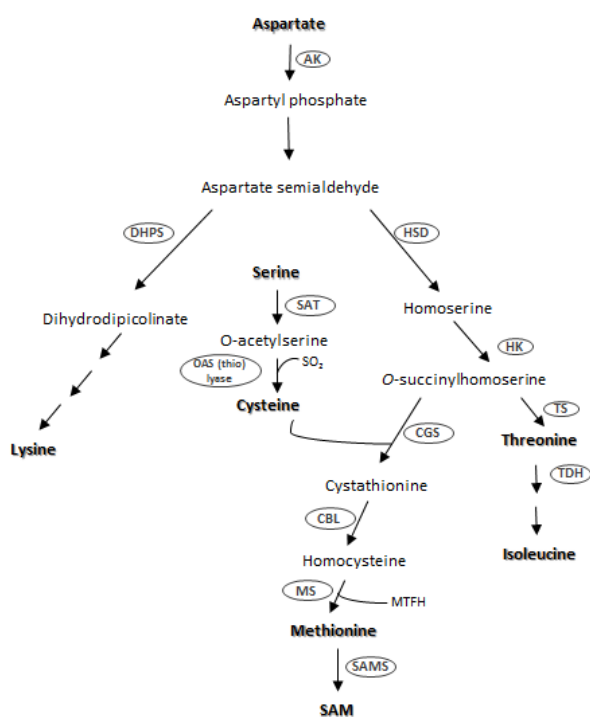 Aspartate
AK
Aspartyl phosphate
Aspartate semialdehyde
DHPS
HSD
Serine
SAT
Homoserine
Dihydrodipicolinate
O-acetylserine
HK
OAS (thio)
lyase
SO₂
O-succinylhomoserine
Cysteine
TS
CGS
Threonine
Lysine
TDH
Cystathionine
CBL
Homocysteine
Isoleucine
MS
MTFH
Methionine
SAMS
SAM